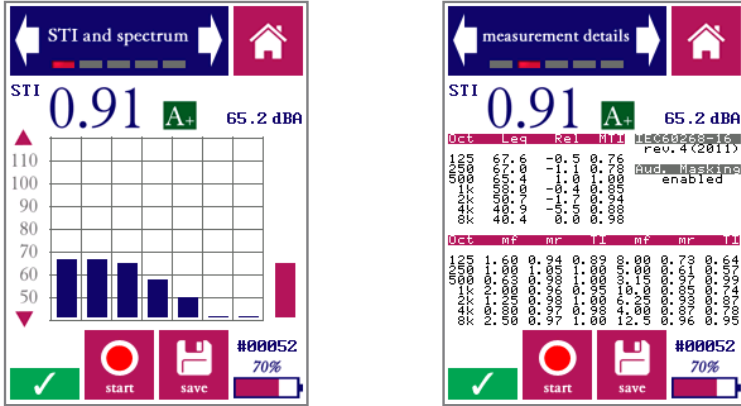 STI and spectrum
STI
0.91
A+
65.2 dBA
110
100
90
80
70
60
50
start
save
#00052
70%
measurement details
STI
0.91
A+
65.2 dBA
Oct Leq Rel MTI
125 67.6 -0.5 0.76
250 67.0 -1.1 0.78
500 65.4 1.0 1.00
1k 58.0 -0.4 0.85
2k 50.7 -1.7 0.94
4k 40.9 -5.5 0.88
8k 40.4 0.0 0.98
IEC60268-16
rev.4(2011)
Aud. Masking
enabled
Oct mf mr TI mf mr TI
125 1.60 0.94 0.89 8.00 0.73 0.64
250 1.00 1.05 1.00 5.00 0.61 0.57
500 0.63 0.98 1.00 3.15 0.97 0.99
1k 2.00 0.96 0.95 10.0 0.85 0.74
2k 1.25 0.98 1.00 6.25 0.93 0.87
4k 0.80 0.97 0.98 4.00 0.87 0.78
8k 2.50 0.97 1.00 12.5 0.96 0.95
start
save
#00052
70%